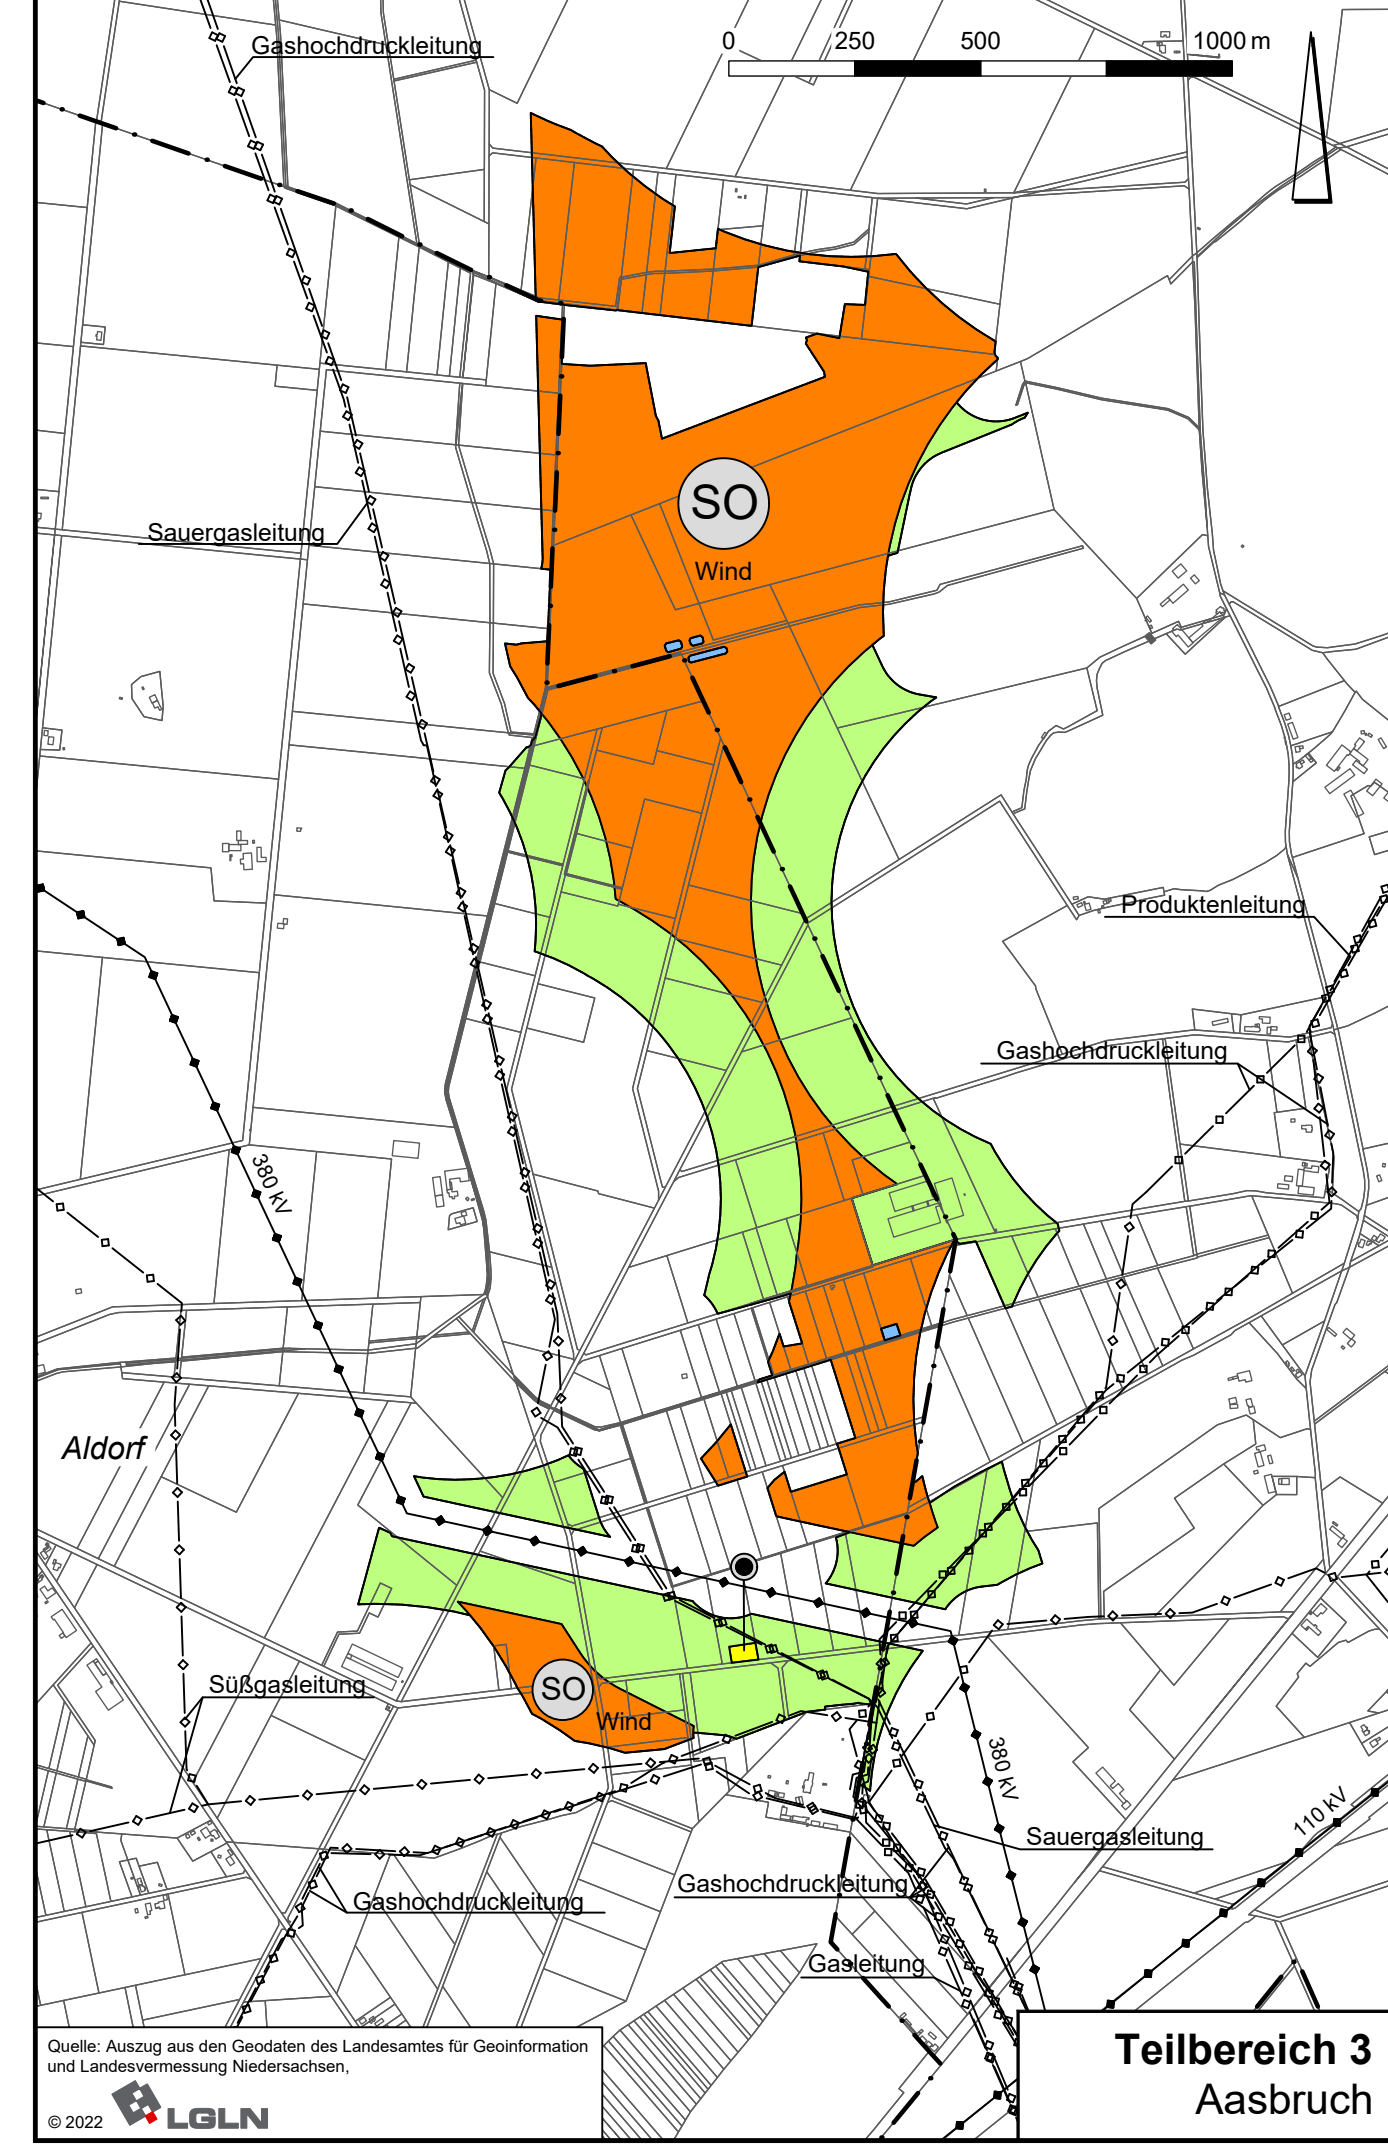 Gashochdruckleitung
0 250 500 1000 m
SO
Wind
Sauergasleitung
Produktenleitung
Gashochdruckleitung
380 kV
Aldorf
Süßgasleitung
SO
Wind
380 kV
110 kV
Sauergasleitung
Gashochdruckleitung
Gashochdruckleitung
Gasleitung
Quelle: Auszug aus den Geodaten des Landesamtes für Geoinformation
und Landesvermessung Niedersachsen,
© 2022 LGLN
Teilbereich 3
Aasbruch